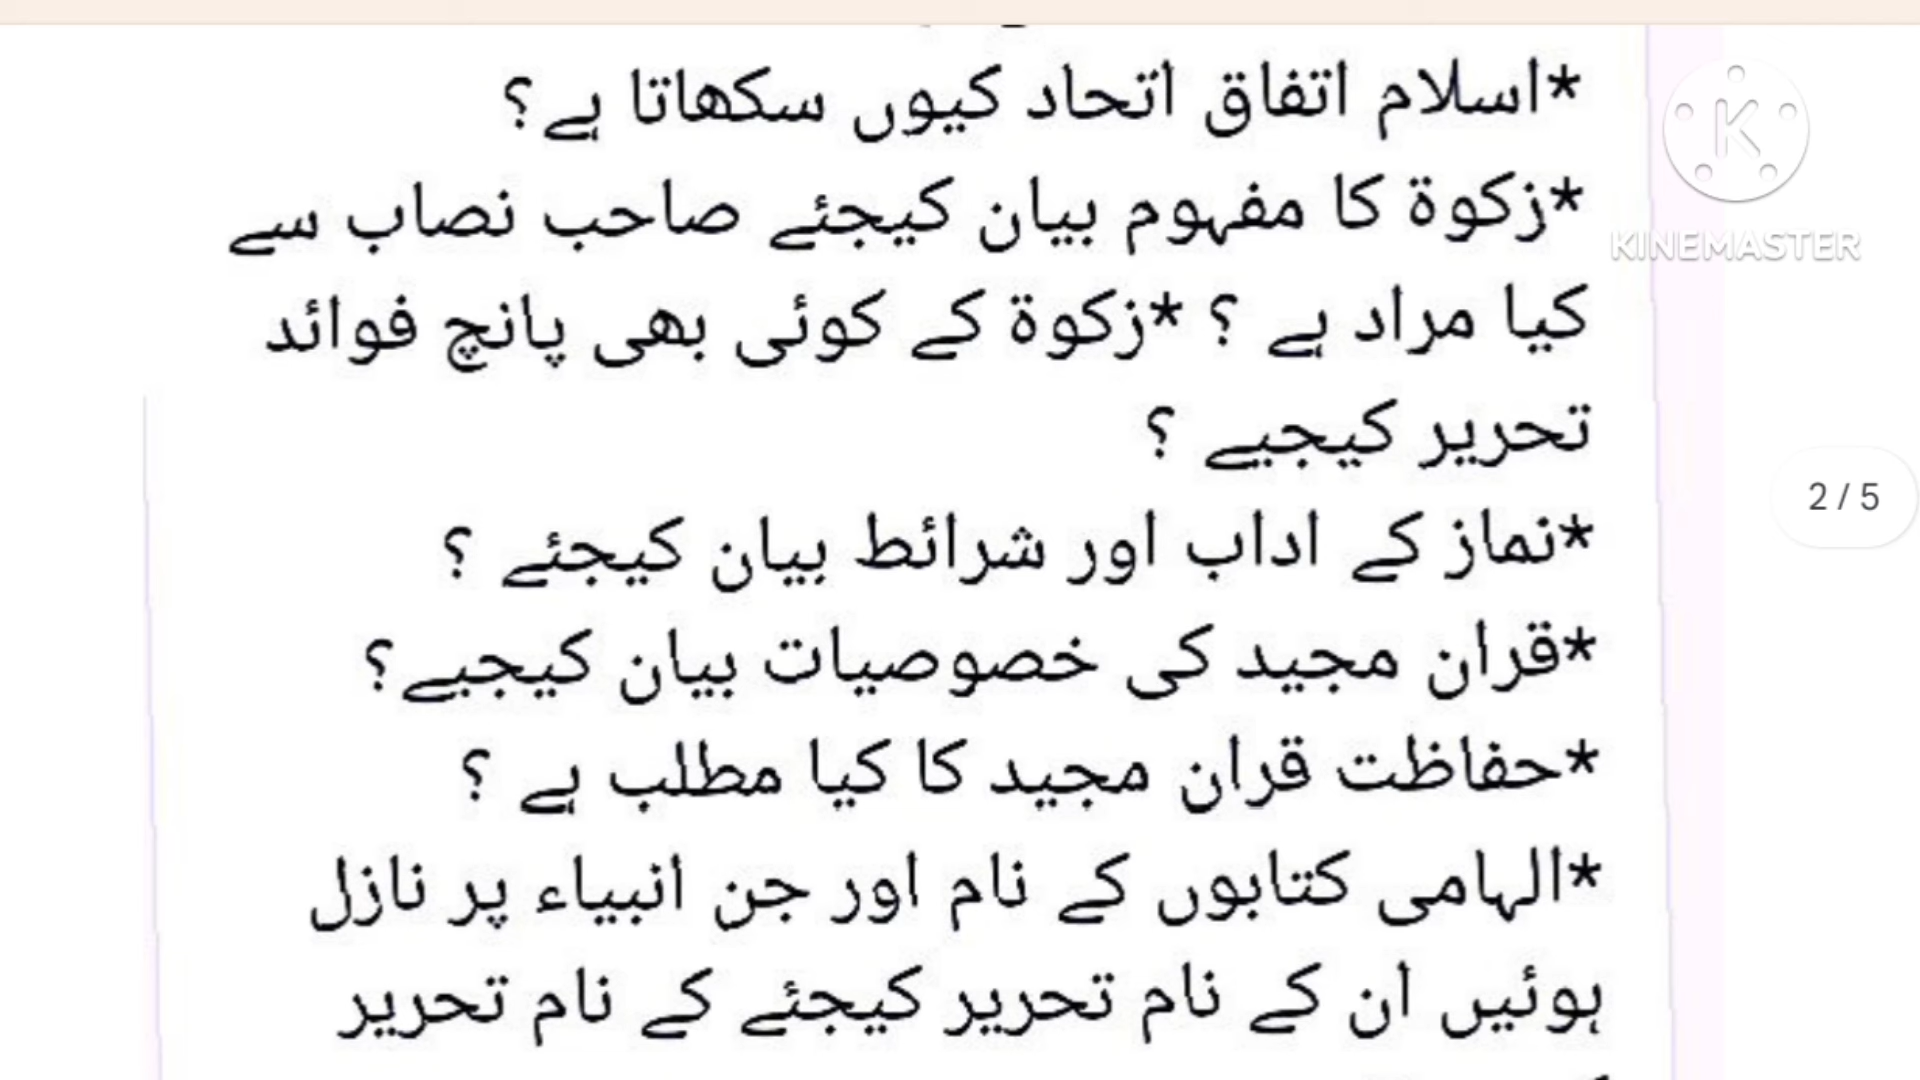 *اسلام اتفاق اتحاد کیوں سکھاتا ہے؟
*زکوة کا مفہوم بیان کیجئے صاحب نصاب سے
کیا مراد ہے ؟ *زکوة کے کوئی بھی پانچ فوائد
تحریر کیجیے ؟
*نماز کے اداب اور شرائط بیان کیجئے ؟
*قران مجید کی خصوصیات بیان کیجیے؟
*حفاظت قران مجید کا کیا مطلب ہے ؟
*الہامی کتابوں کے نام اور جن انبیاء پر نازل
ہوئیں ان کے نام تحریر کیجئے کے نام تحریر
K
KINEMASTER
2 / 5